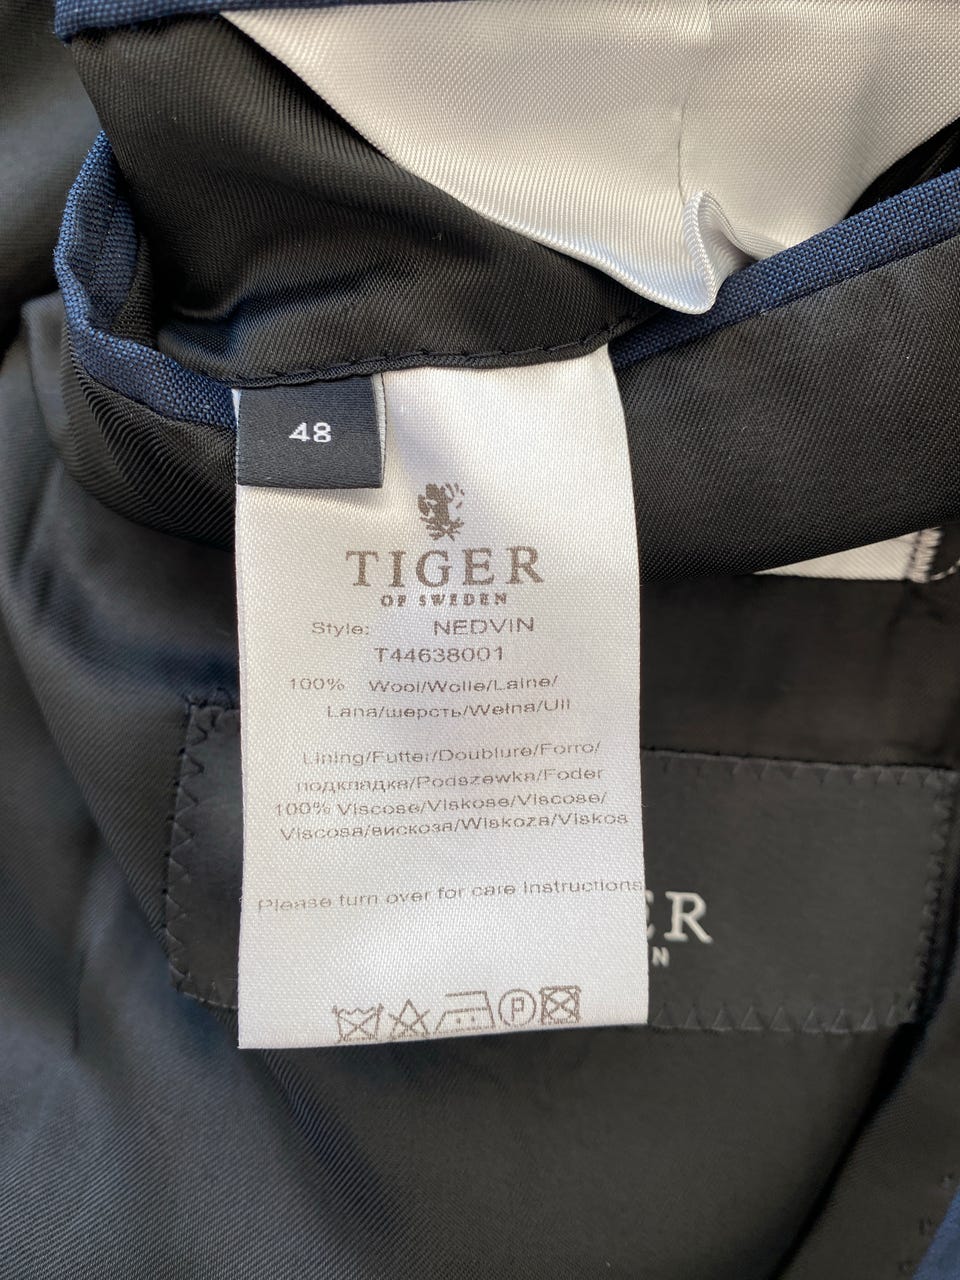 48
TIGER
OF SWEDEN
Style: NEDVIN
T44638001
100% Wool/Wolle/Laine/
Lana/шерсть/Wełna/Ull
Lining/Futter/Doublure/Forro/
подкладка/Podszewka/Foder
100% Viscose/Viskose/Viscose/
Viscosa/вискоза/Wiskoza/Viskos
Please turn over for care instructions
P
ER
N